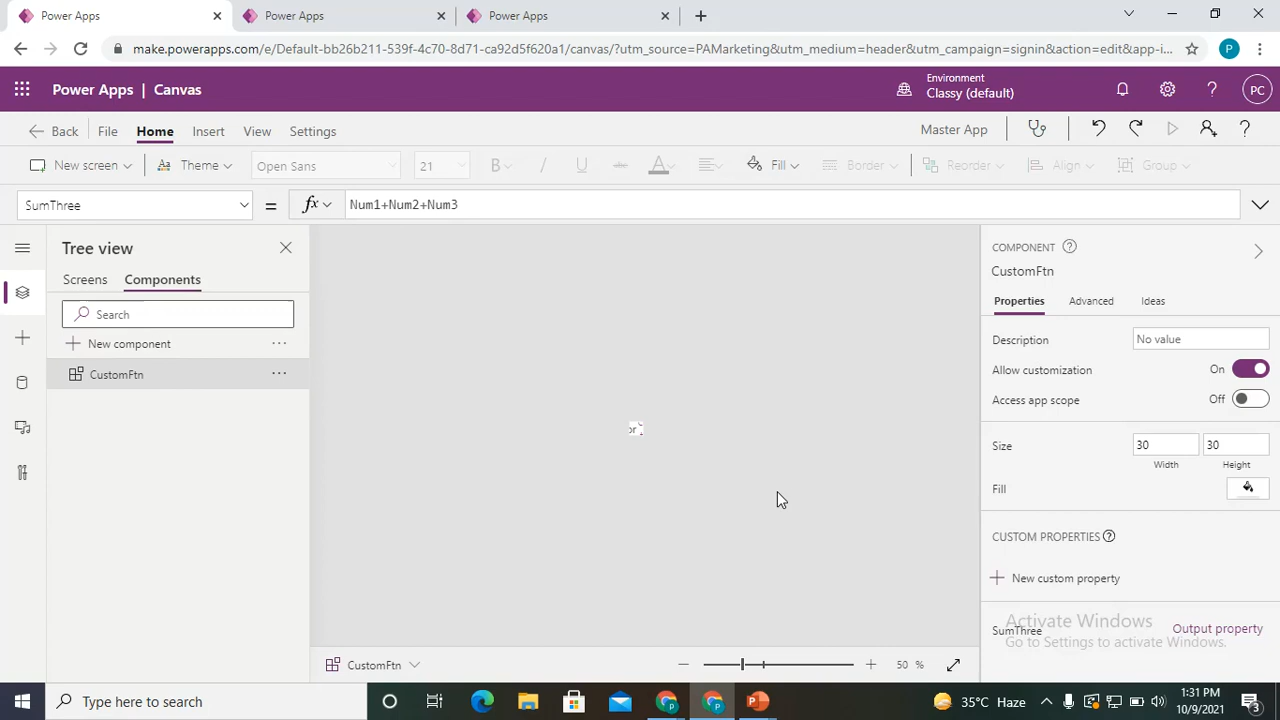 Power Apps
Power Apps
Power Apps
make.powerapps.com/e/Default-bb26b211-539f-4c70-8d71-ca92d5f620a1/canvas/?utm_source=PAMarketing&utm_medium=header&utm_campaign=signin&action=edit&app-i...
P
Power Apps | Canvas
Environment
Classy (default)
PC
Back
File
Home
Insert
View
Settings
Master App
New screen
Theme
Open Sans
21
B
Fill
Border
Reorder
Align
Group
SumThree
=
fx
Num1+Num2+Num3
Tree view
Screens
Components
Search
New component
CustomFtn
COMPONENT
CustomFtn
Properties
Advanced
Ideas
Description
No value
Allow customization
On
Access app scope
Off
Size
30
30
Width
Height
Fill
CUSTOM PROPERTIES
New custom property
SumThree
Output property
Activate Windows
Go to Settings to activate Windows.
CustomFtn
50 %
Type here to search
35°C Haze
1:31 PM
10/9/2021
3